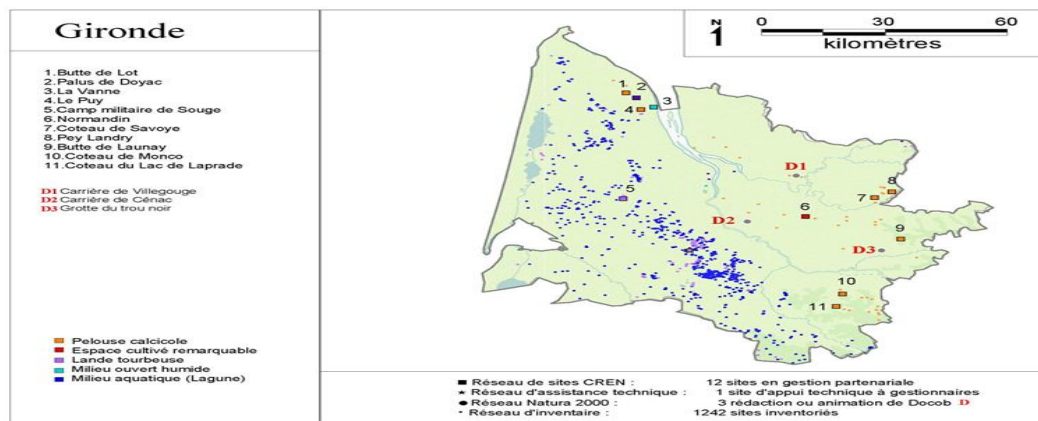 Gironde
1.Butte de Lot
2.Palus de Doyac
3.La Vanne
4.Le Puy
5.Camp militaire de Souge
6.Normandin
7.Coteau de Savoye
8.Pey Landry
9.Butte de Launay
10.Coteau de Monco
11.Coteau du Lac de Laprade
D1 Carrière de Villegouge
D2 Carrière de Cénac
D3 Grotte du trou noir
Pelouse calcicole
Espace cultivé remarquable
Lande tourbeuse
Milieu ouvert humide
Milieu aquatique (Lagune)
N
0 30 60
kilomètres
1
2
3
4
D1
5
8
7
6
D2
9
D3
10
11
Réseau de sites CREN : 12 sites en gestion partenariale
Réseau d'assistance technique : 1 site d'appui technique à gestionnaires
Réseau Natura 2000 : 3 rédaction ou animation de Docob D
Réseau d'inventaire : 1242 sites inventoriés